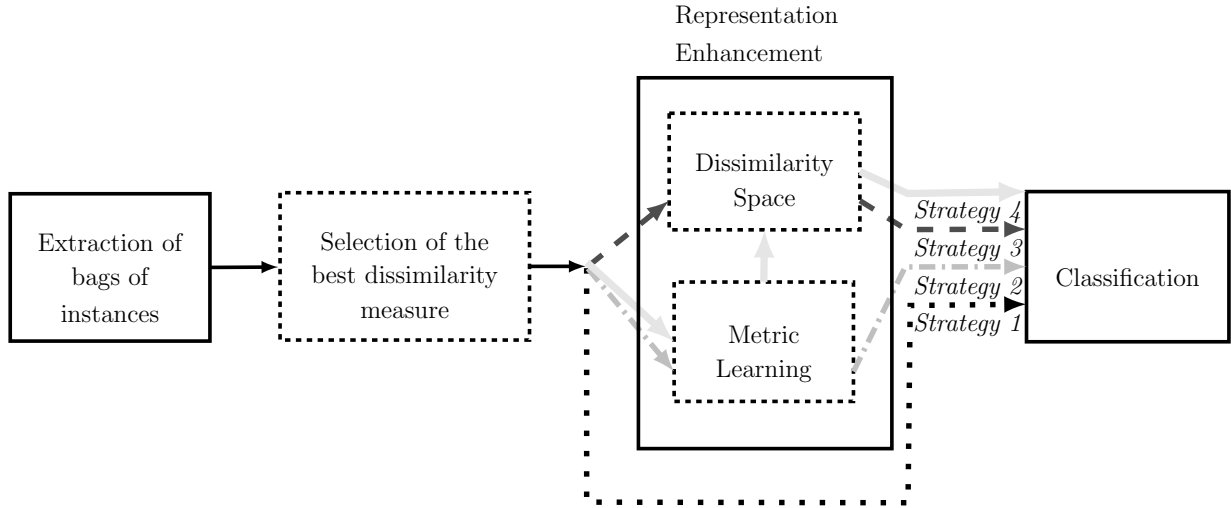 Representation
Enhancement
Extraction of
bags of
instances
Selection of the
best dissimilarity
measure
Dissimilarity
Space
Metric
Learning
Strategy 4
Strategy 3
Strategy 2
Strategy 1
Classification